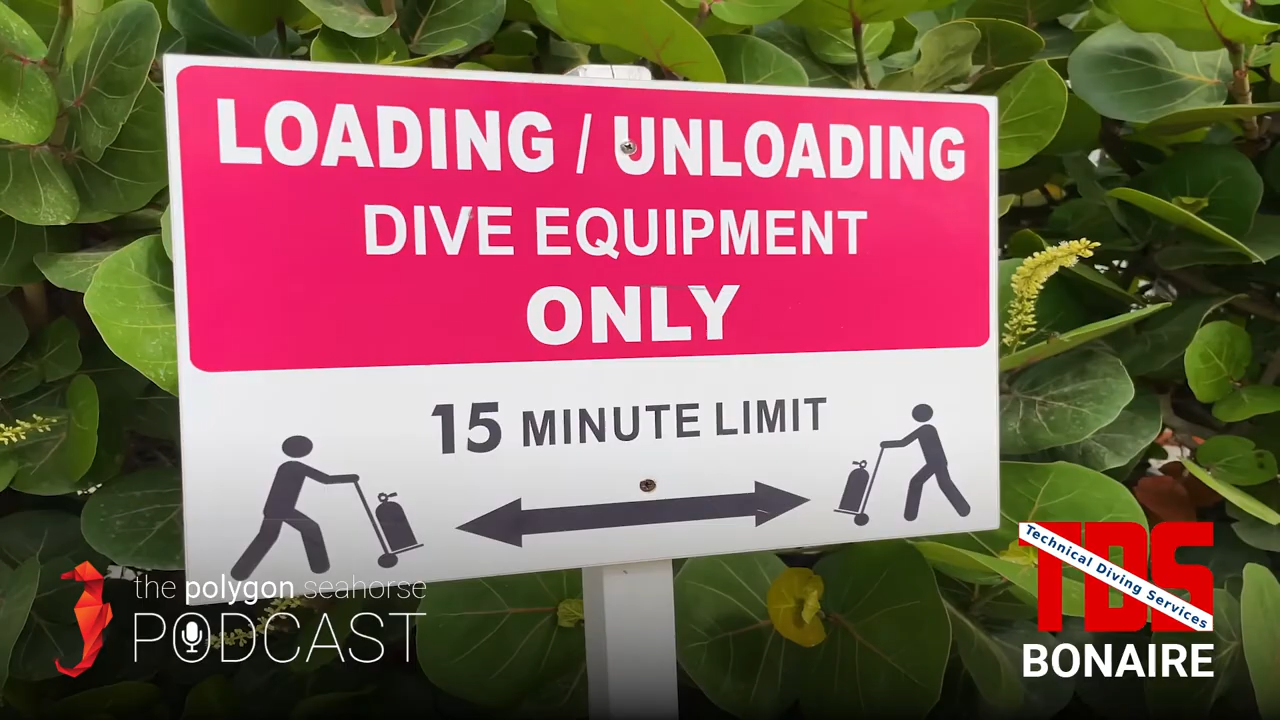 LOADING / UNLOADING
DIVE EQUIPMENT
ONLY
15 MINUTE LIMIT
the polygon seahorse
PODCAST
TDS
Technical Diving Services
BONAIRE